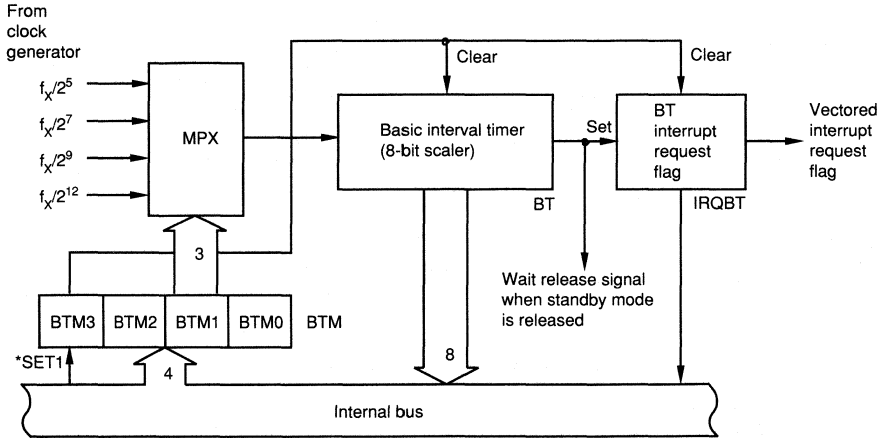 From
clock
generator
f_x/2^5
f_x/2^7
f_x/2^9
f_x/2^12
MPX
Clear
Clear
Basic interval timer
(8-bit scaler)
BT
Set
BT
interrupt
request
flag
IRQBT
Vectored
interrupt
request
flag
Wait release signal
when standby mode
is released
3
BTM3 BTM2 BTM1 BTM0 BTM
*SET1
4
8
Internal bus